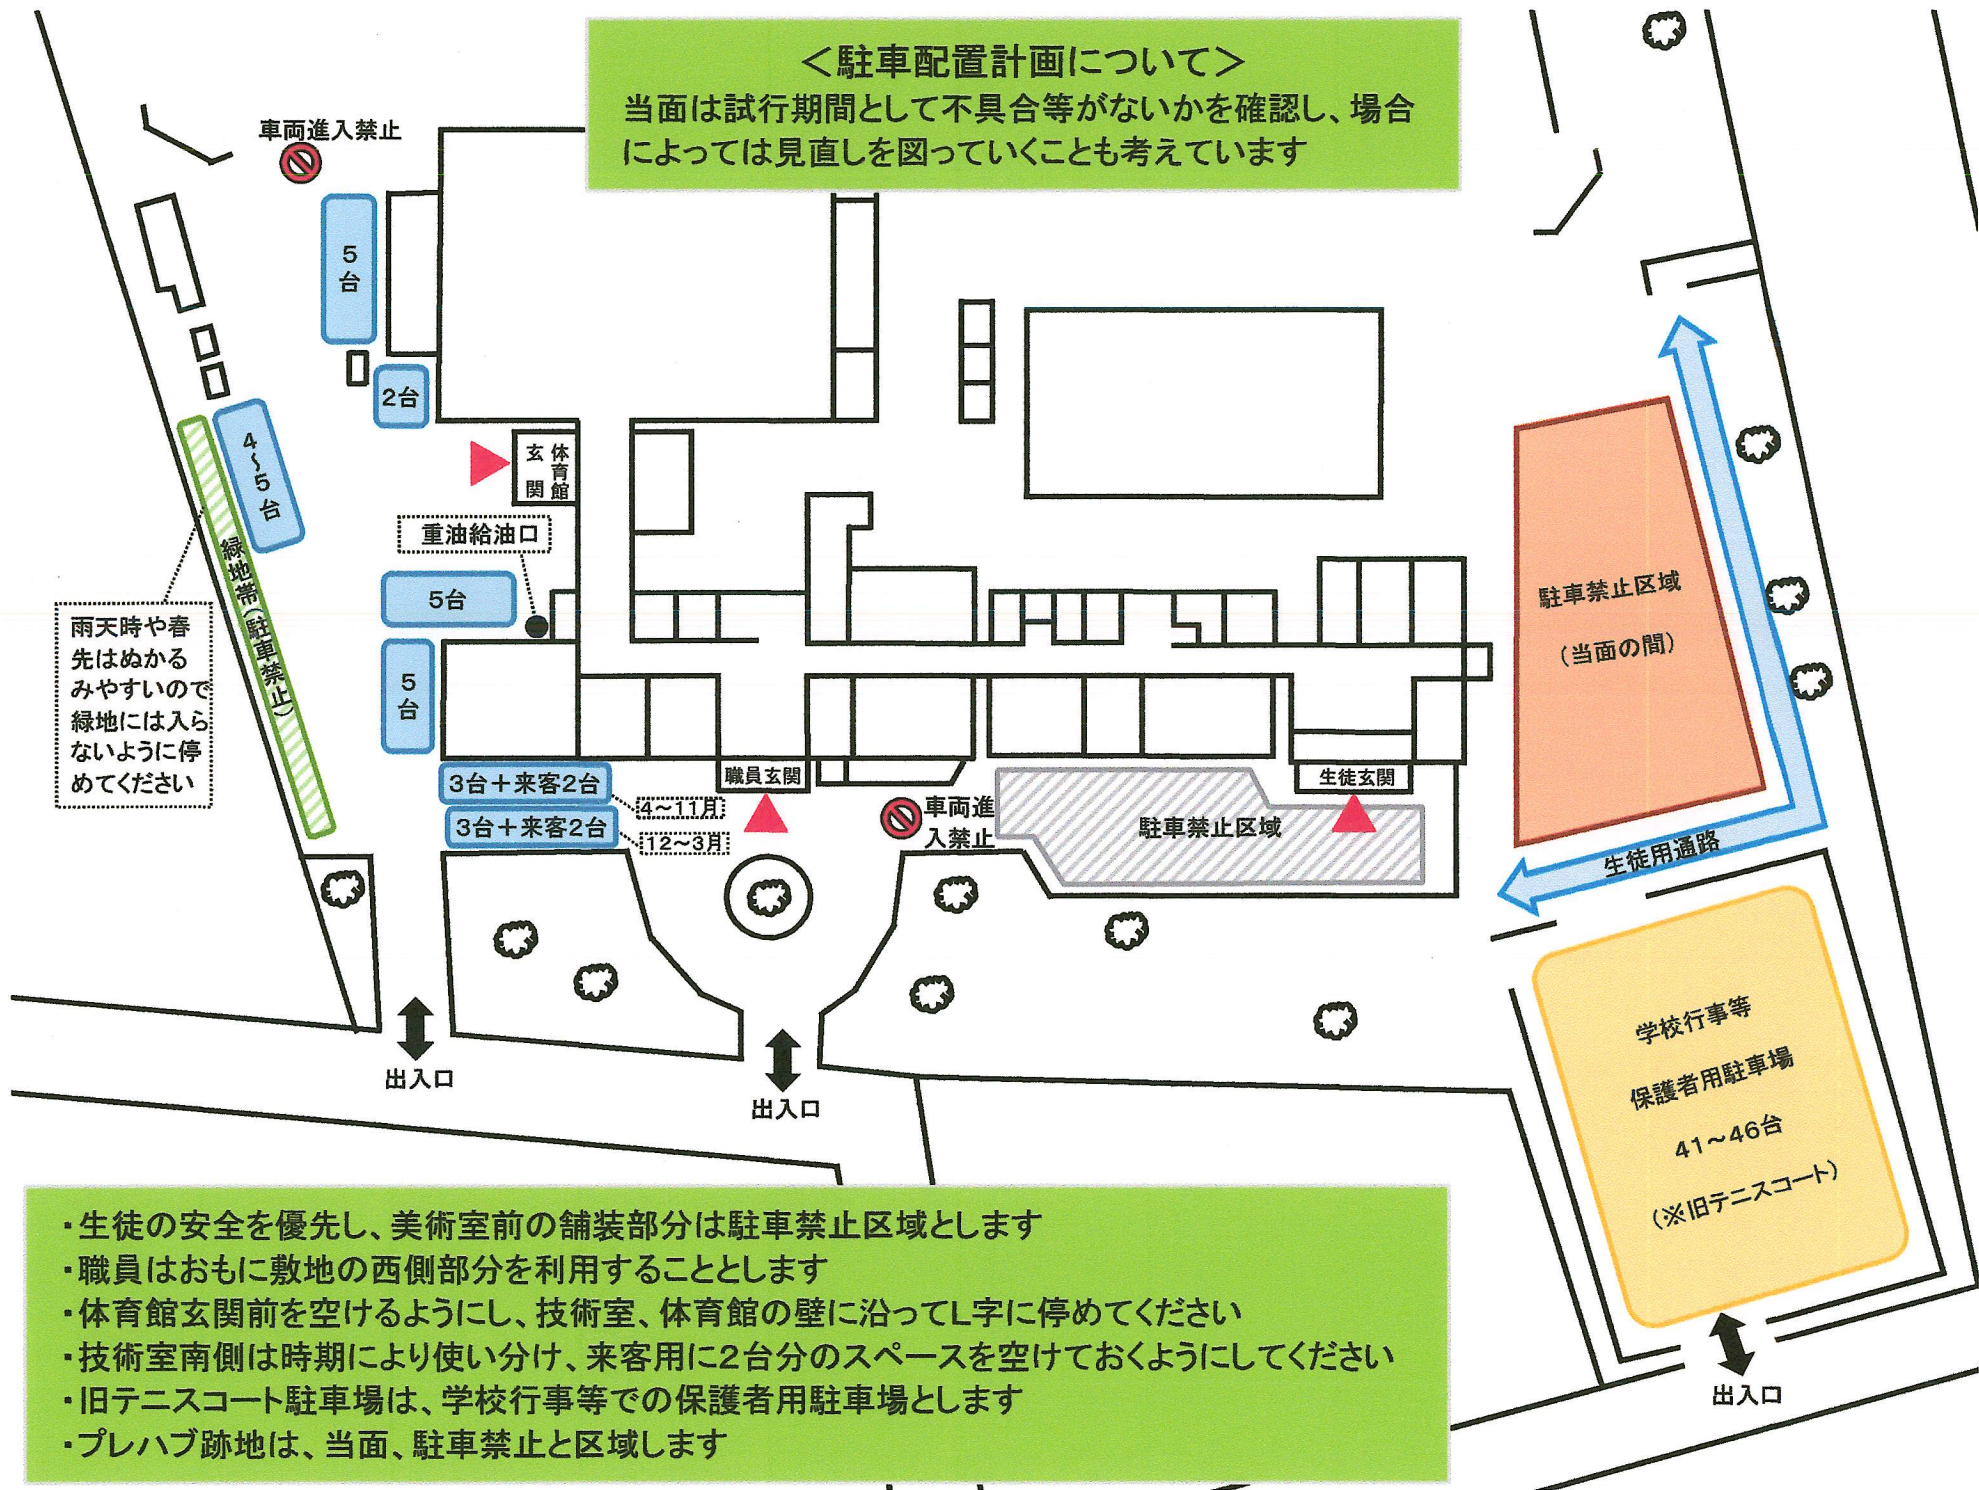 ＜駐車配置計画について＞
当面は試行期間として不具合等がないかを確認し、場合
によっては見直しを図っていくことも考えています
車両進入禁止
5
台
2台
4
～
5
台
体育館
玄関
重油給油口
5台
5
台
緑地帯(駐車禁止)
雨天時や春
先はぬかる
みやすいので
緑地には入ら
ないように停
めてください
3台＋来客2台
4～11月
3台＋来客2台
12～3月
職員玄関
車両進
入禁止
生徒玄関
駐車禁止区域
駐車禁止区域
（当面の間）
生徒用通路
学校行事等
保護者用駐車場
41～46台
（※旧テニスコート）
出入口
出入口
出入口
・生徒の安全を優先し、美術室前の舗装部分は駐車禁止区域とします
・職員はおもに敷地の西側部分を利用することとします
・体育館玄関前を空けるようにし、技術室、体育館の壁に沿ってL字に停めてください
・技術室南側は時期により使い分け、来客用に2台分のスペースを空けておくようにしてください
・旧テニスコート駐車場は、学校行事等での保護者用駐車場とします
・プレハブ跡地は、当面、駐車禁止と区域します